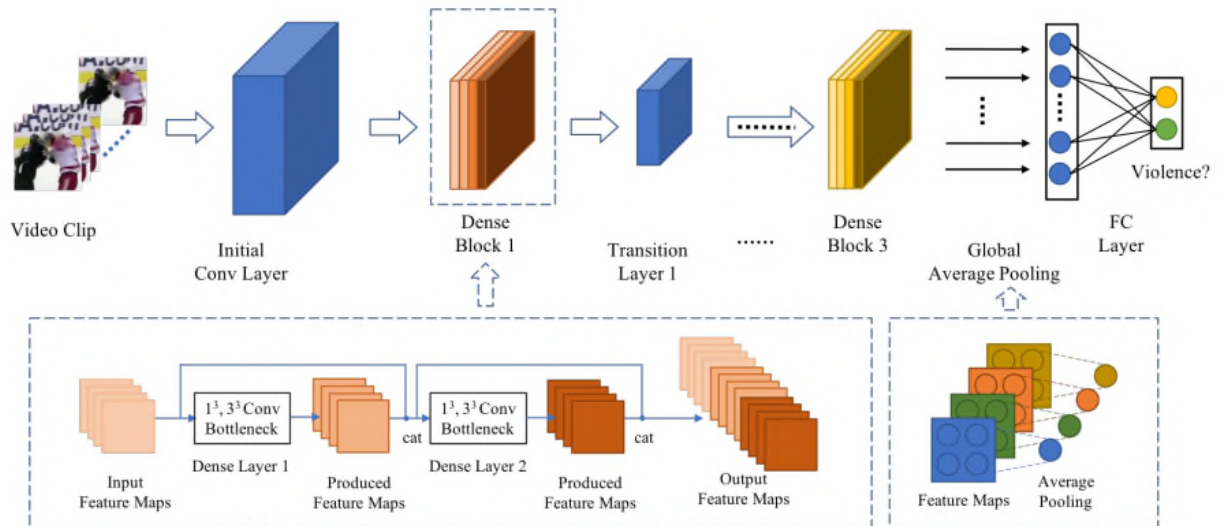 Video Clip
Initial
Conv Layer
Dense
Block 1
Transition
Layer 1
......
Dense
Block 3
Global
Average Pooling
FC
Layer
Violence?
Input
Feature Maps
1³, 3³ Conv
Bottleneck
Dense Layer 1
Produced
Feature Maps
cat
1³, 3³ Conv
Bottleneck
Dense Layer 2
Produced
Feature Maps
cat
Output
Feature Maps
Feature Maps
Average
Pooling